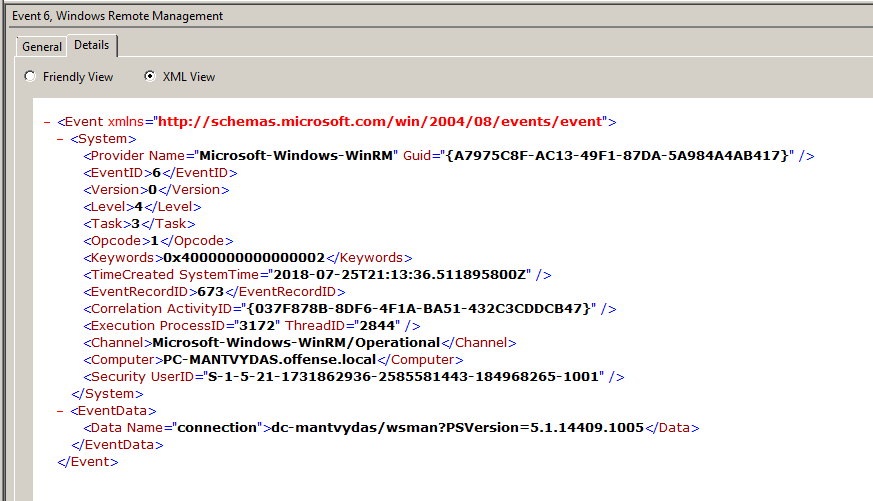 Event 6, Windows Remote Management
General Details
Friendly View XML View
- <Event xmlns="http://schemas.microsoft.com/win/2004/08/events/event">
- <System>
<Provider Name="Microsoft-Windows-WinRM" Guid="{A7975C8F-AC13-49F1-87DA-5A984A4AB417}" />
<EventID>6</EventID>
<Version>0</Version>
<Level>4</Level>
<Task>3</Task>
<Opcode>1</Opcode>
<Keywords>0x4000000000000002</Keywords>
<TimeCreated SystemTime="2018-07-25T21:13:36.511895800Z" />
<EventRecordID>673</EventRecordID>
<Correlation ActivityID="{037F878B-8DF6-4F1A-BA51-432C3CDDCB47}" />
<Execution ProcessID="3172" ThreadID="2844" />
<Channel>Microsoft-Windows-WinRM/Operational</Channel>
<Computer>PC-MANTVYDAS.offense.local</Computer>
<Security UserID="S-1-5-21-1731862936-2585581443-184968265-1001" />
</System>
- <EventData>
<Data Name="connection">dc-mantvydas/wsman?PSVersion=5.1.14409.1005</Data>
</EventData>
</Event>